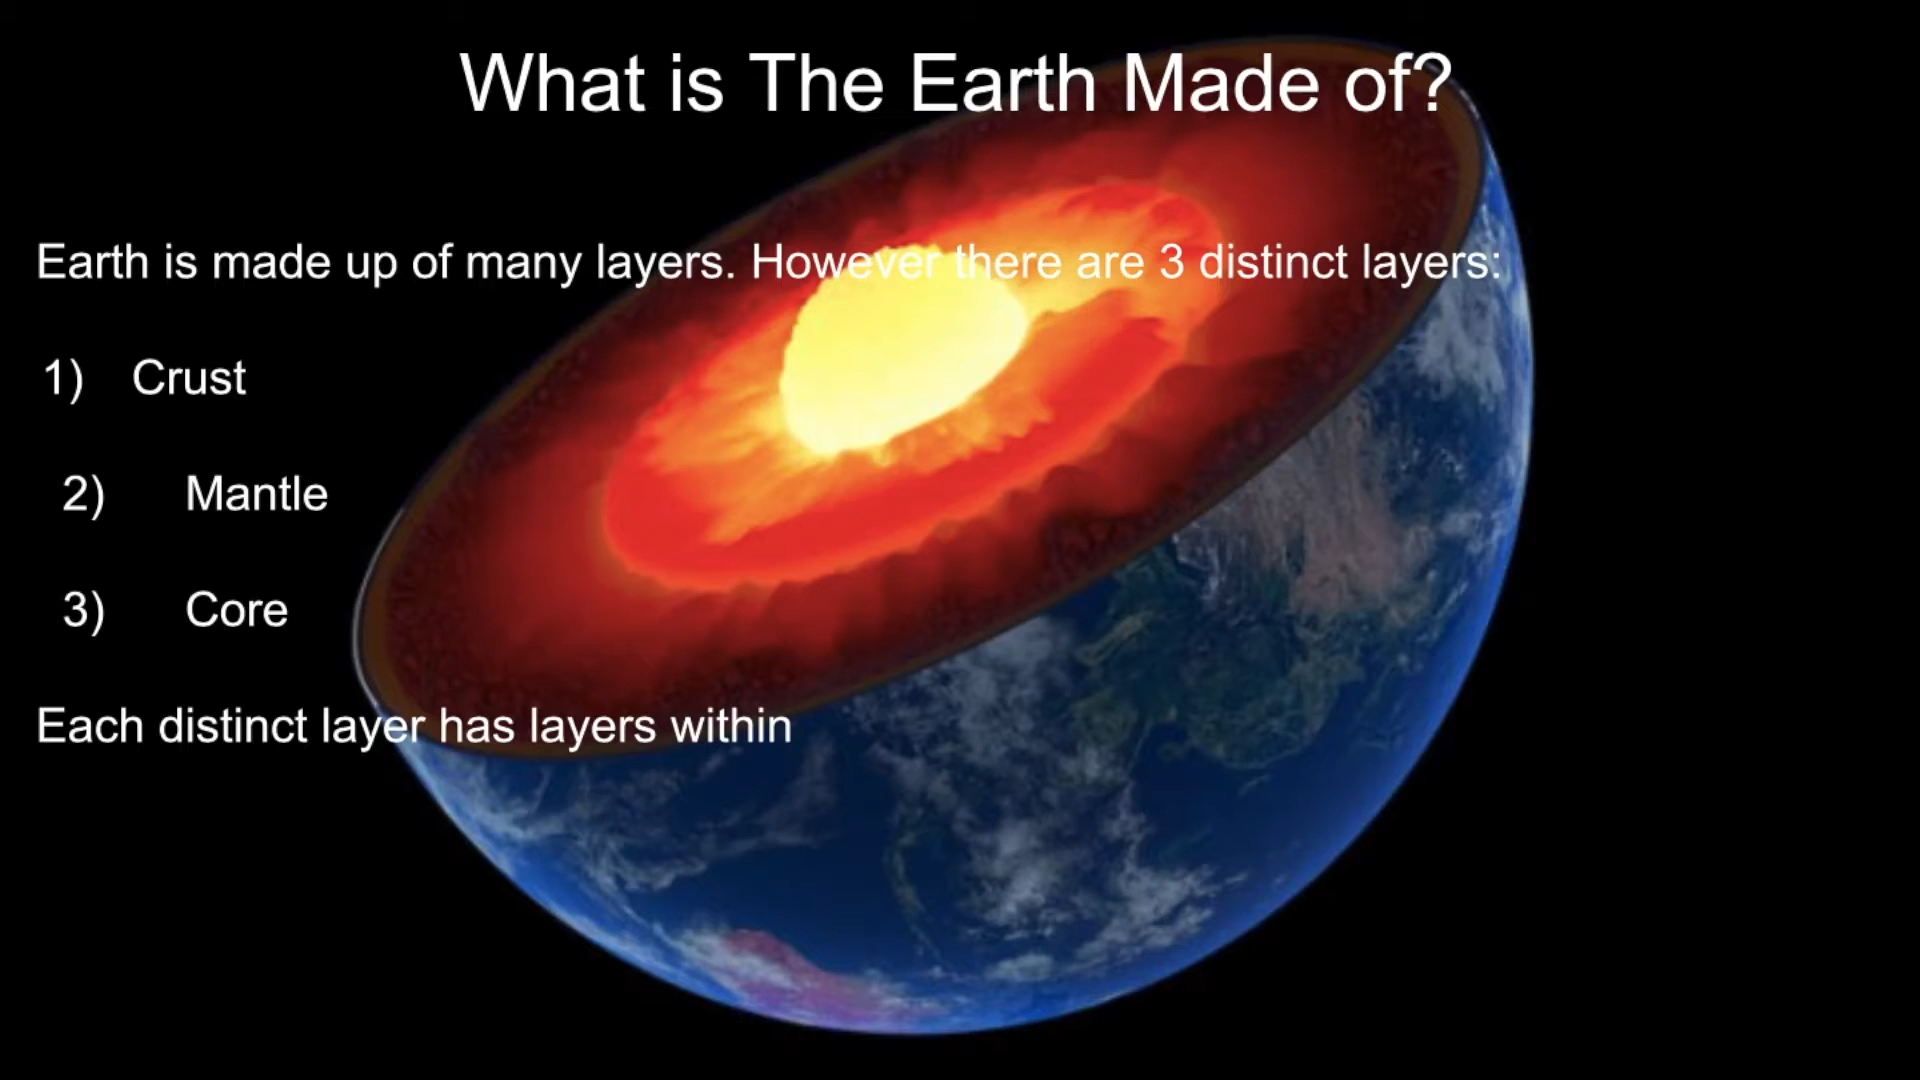 What is The Earth Made of?
Earth is made up of many layers. However there are 3 distinct layers:
1) Crust
2) Mantle
3) Core
Each distinct layer has layers within